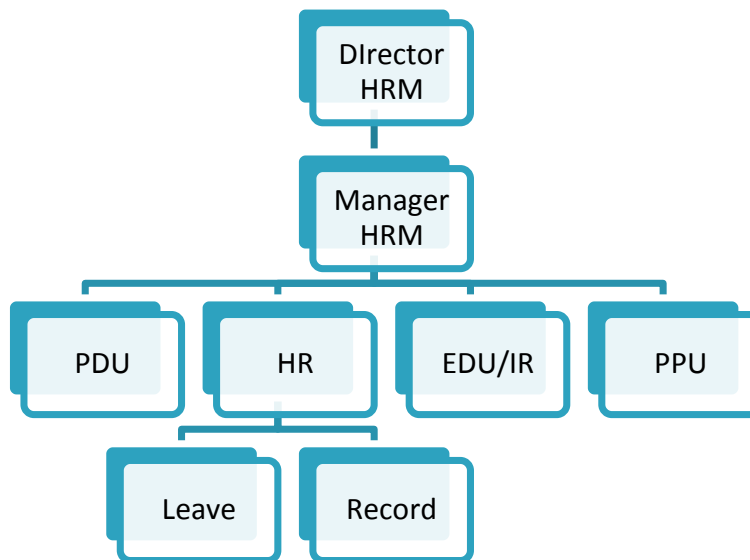 DIrector
HRM
Manager
HRM
PDU
HR
EDU/IR
PPU
Leave
Record